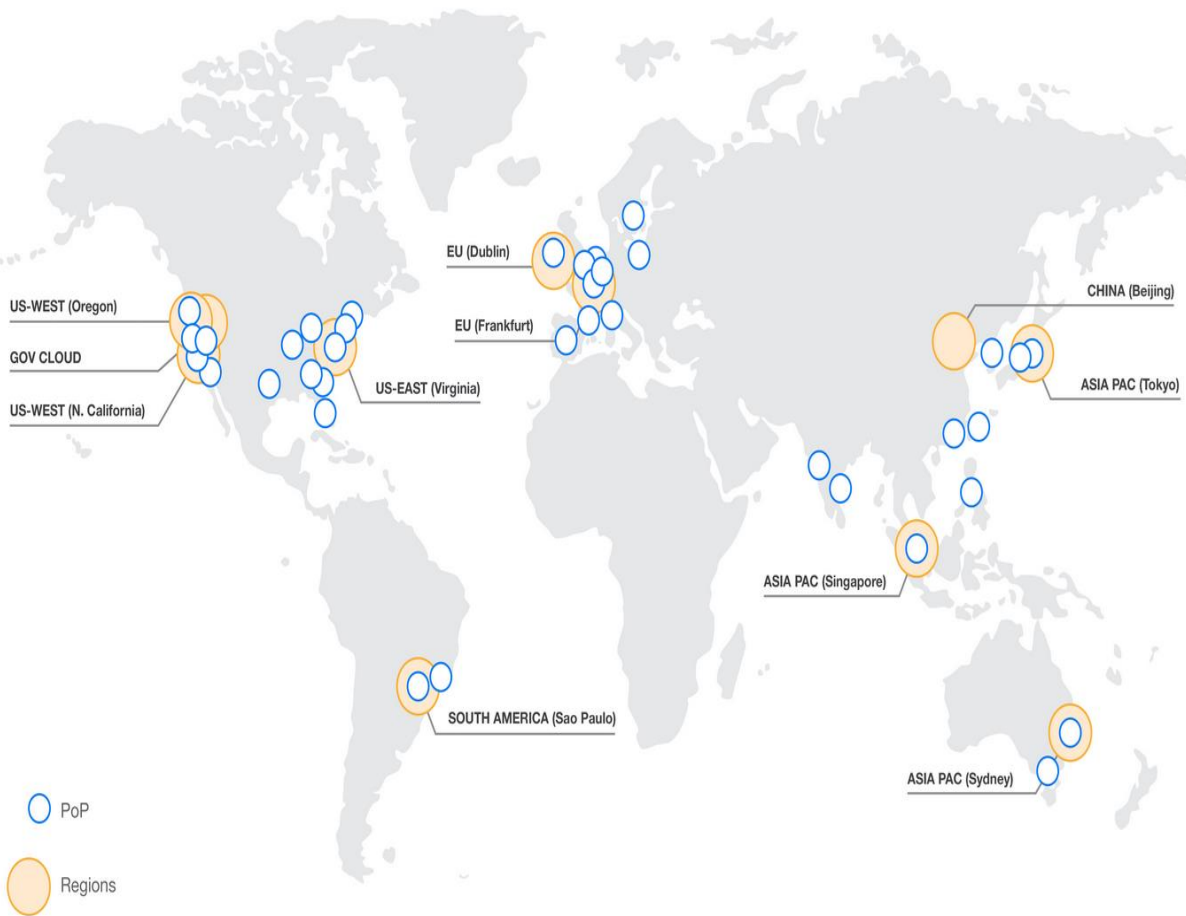 EU (Dublin)
CHINA (Beijing)
US-WEST (Oregon)
EU (Frankfurt)
GOV CLOUD
US-EAST (Virginia)
ASIA PAC (Tokyo)
US-WEST (N. California)
ASIA PAC (Singapore)
SOUTH AMERICA (Sao Paulo)
ASIA PAC (Sydney)
PoP
Regions